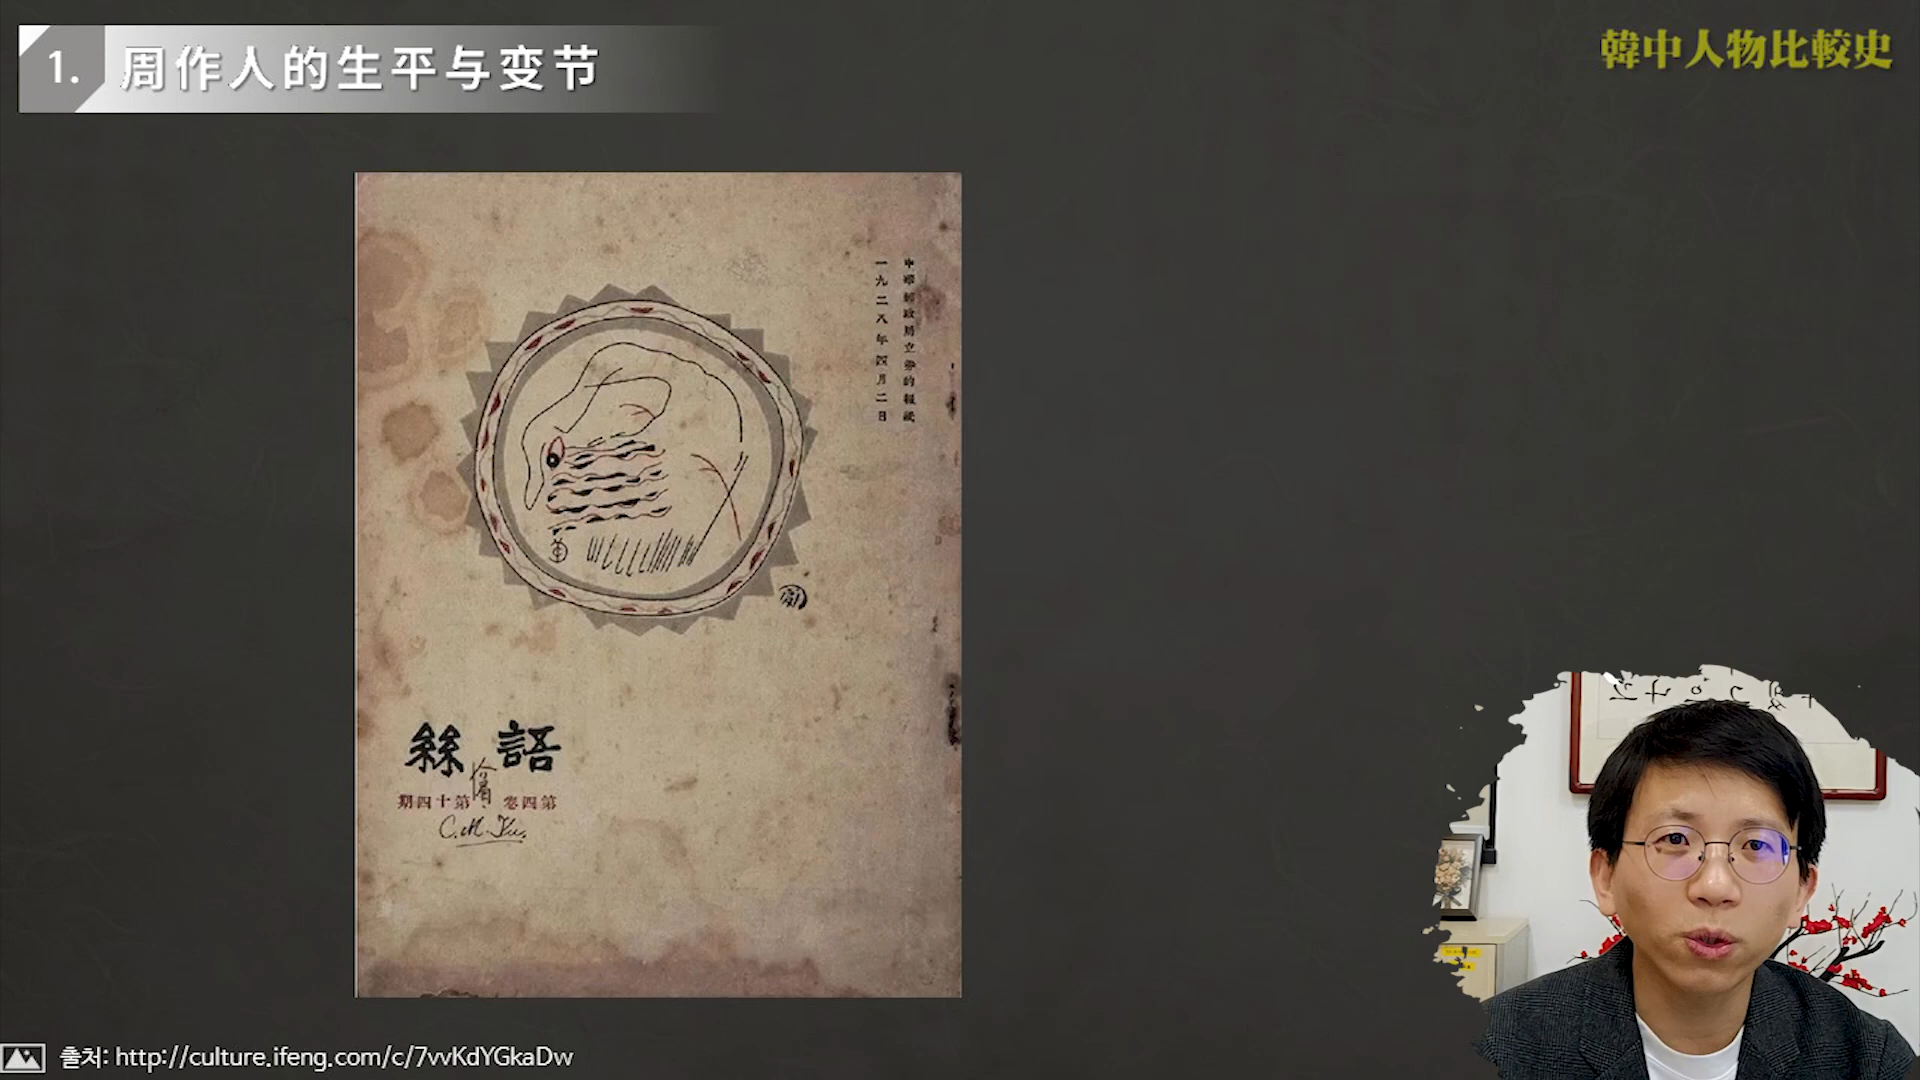 1. 周作人的生平与变节
韓中人物比較史
中華郵政局立券的報紙
一九二八年四月二日
語絲
第四卷 第十四期
출처: http://culture.ifeng.com/c/7vvKdYGkaDw